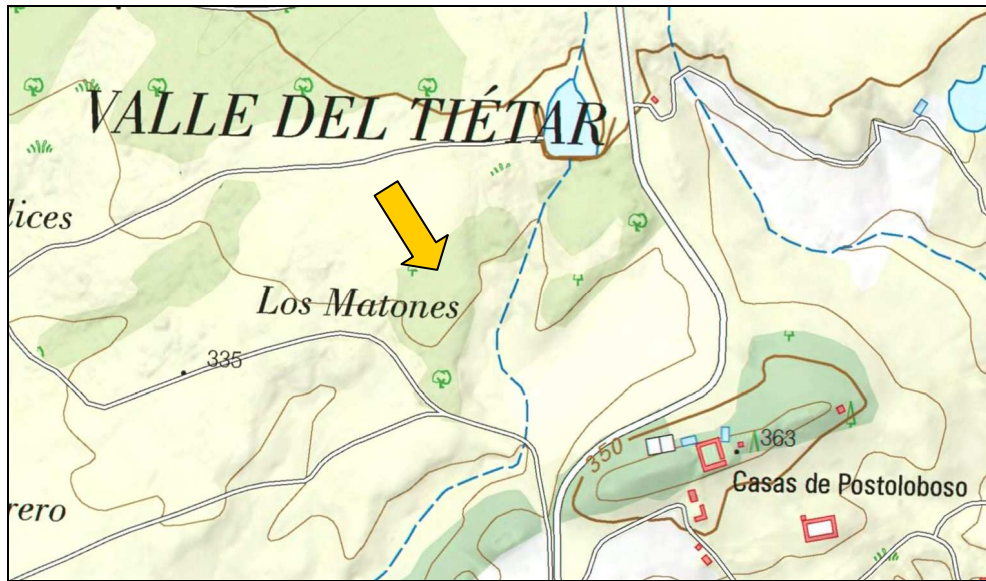 VALLE DEL TIÉTAR
lices
Los Matones
335
350
363
Casas de Postoloboso
rero